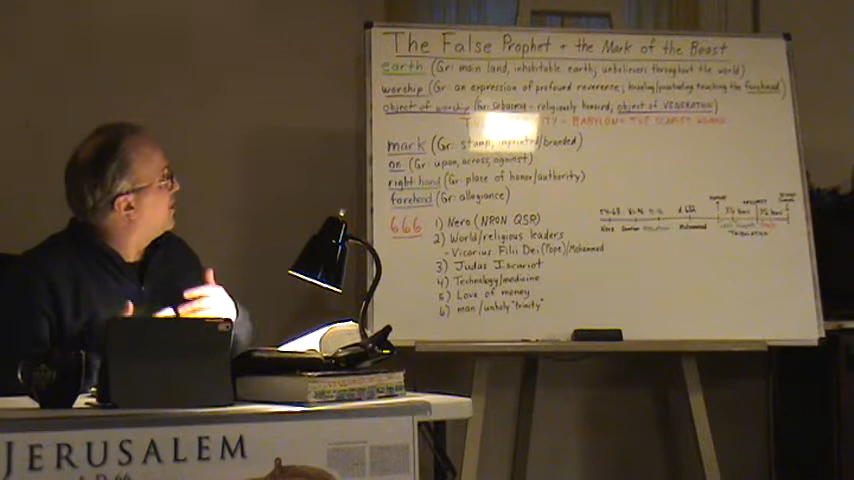 The False Prophet + the Mark of the Beast
earth (Gr: main land, inhabitable earth; unbelievers throughout the world)
worship (Gr: an expression of profound reverence; kneeling/prostrating touching the forehead)
object of worship (Gr: Sebasma - religiously honored, object of VENERATION)
- BABYLON = THE SCARLET WOMAN
mark (Gr: stamp, imprinted/branded)
on (Gr: upon, across, against)
right hand (Gr: place of honor/authority)
forehead (Gr: allegiance)
666 1) Nero (NRON QSR)
2) World/religious leaders
- Vicarius Filii Dei (Pope)/Mohammed
3) Judas Iscariot
4) Technology/medicine
5) Love of money
6) man/unholy "trinity"
54-68
3½ Years
3½ Years
Nero
Domitian
Mohammed
TRIBULATION
JERUSALEM